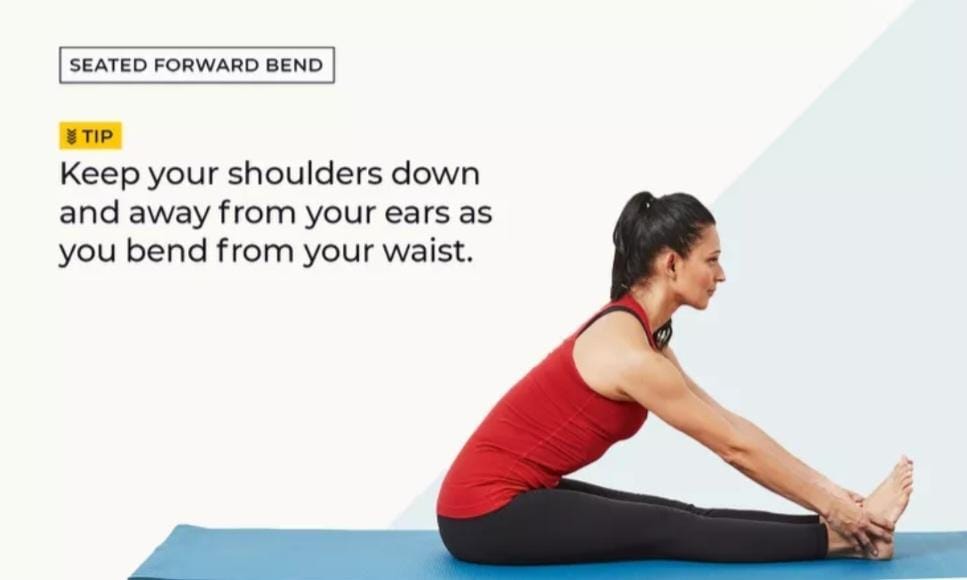 SEATED FORWARD BEND
TIP
Keep your shoulders down
and away from your ears as
you bend from your waist.